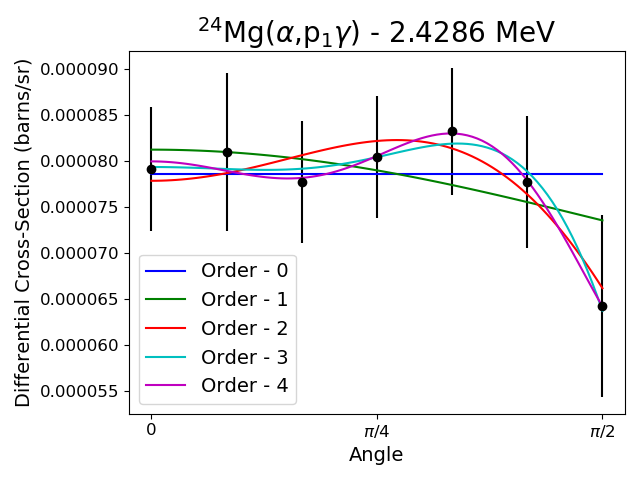 ²⁴Mg(α,p₁γ) - 2.4286 MeV
Differential Cross-Section (barns/sr)
0.000090
0.000085
0.000080
0.000075
0.000070
0.000065
0.000060
0.000055
Order - 0
Order - 1
Order - 2
Order - 3
Order - 4
0 π/4 π/2
Angle